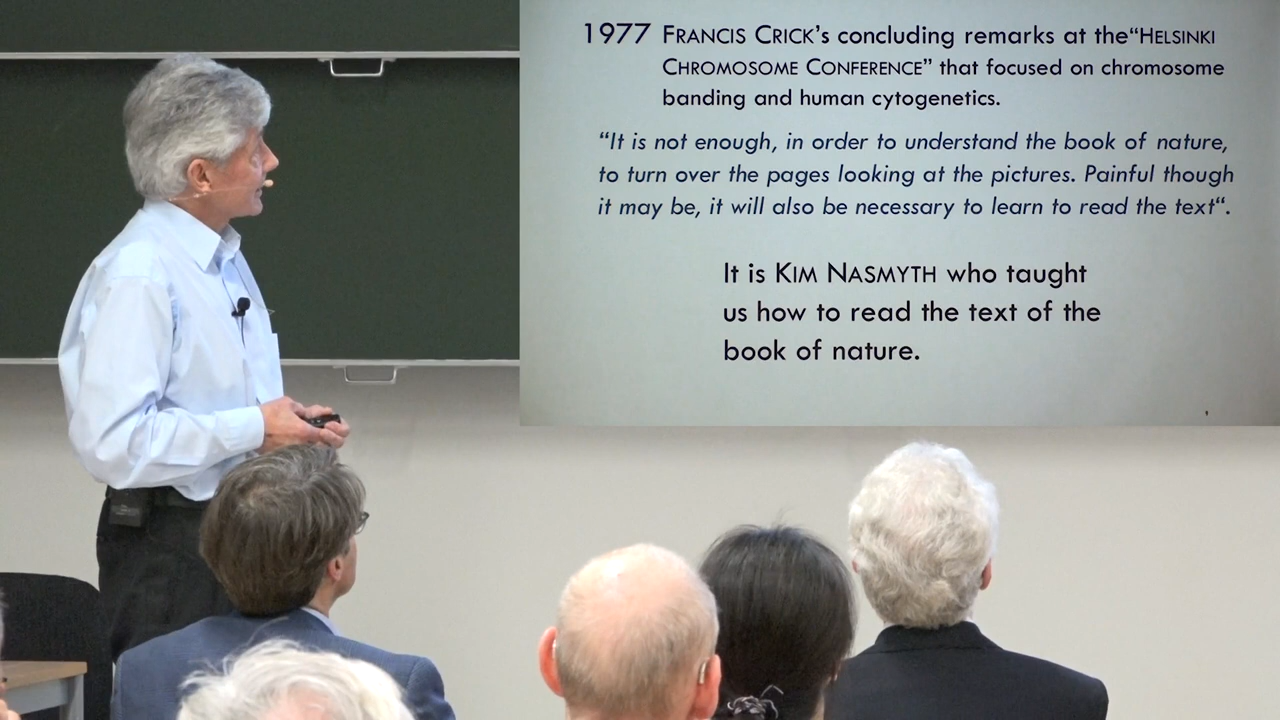 1977 FRANCIS CRICK's concluding remarks at the“HELSINKI
CHROMOSOME CONFERENCE” that focused on chromosome
banding and human cytogenetics.
“It is not enough, in order to understand the book of nature,
to turn over the pages looking at the pictures. Painful though
it may be, it will also be necessary to learn to read the text“.
It is KIM NASMYTH who taught
us how to read the text of the
book of nature.